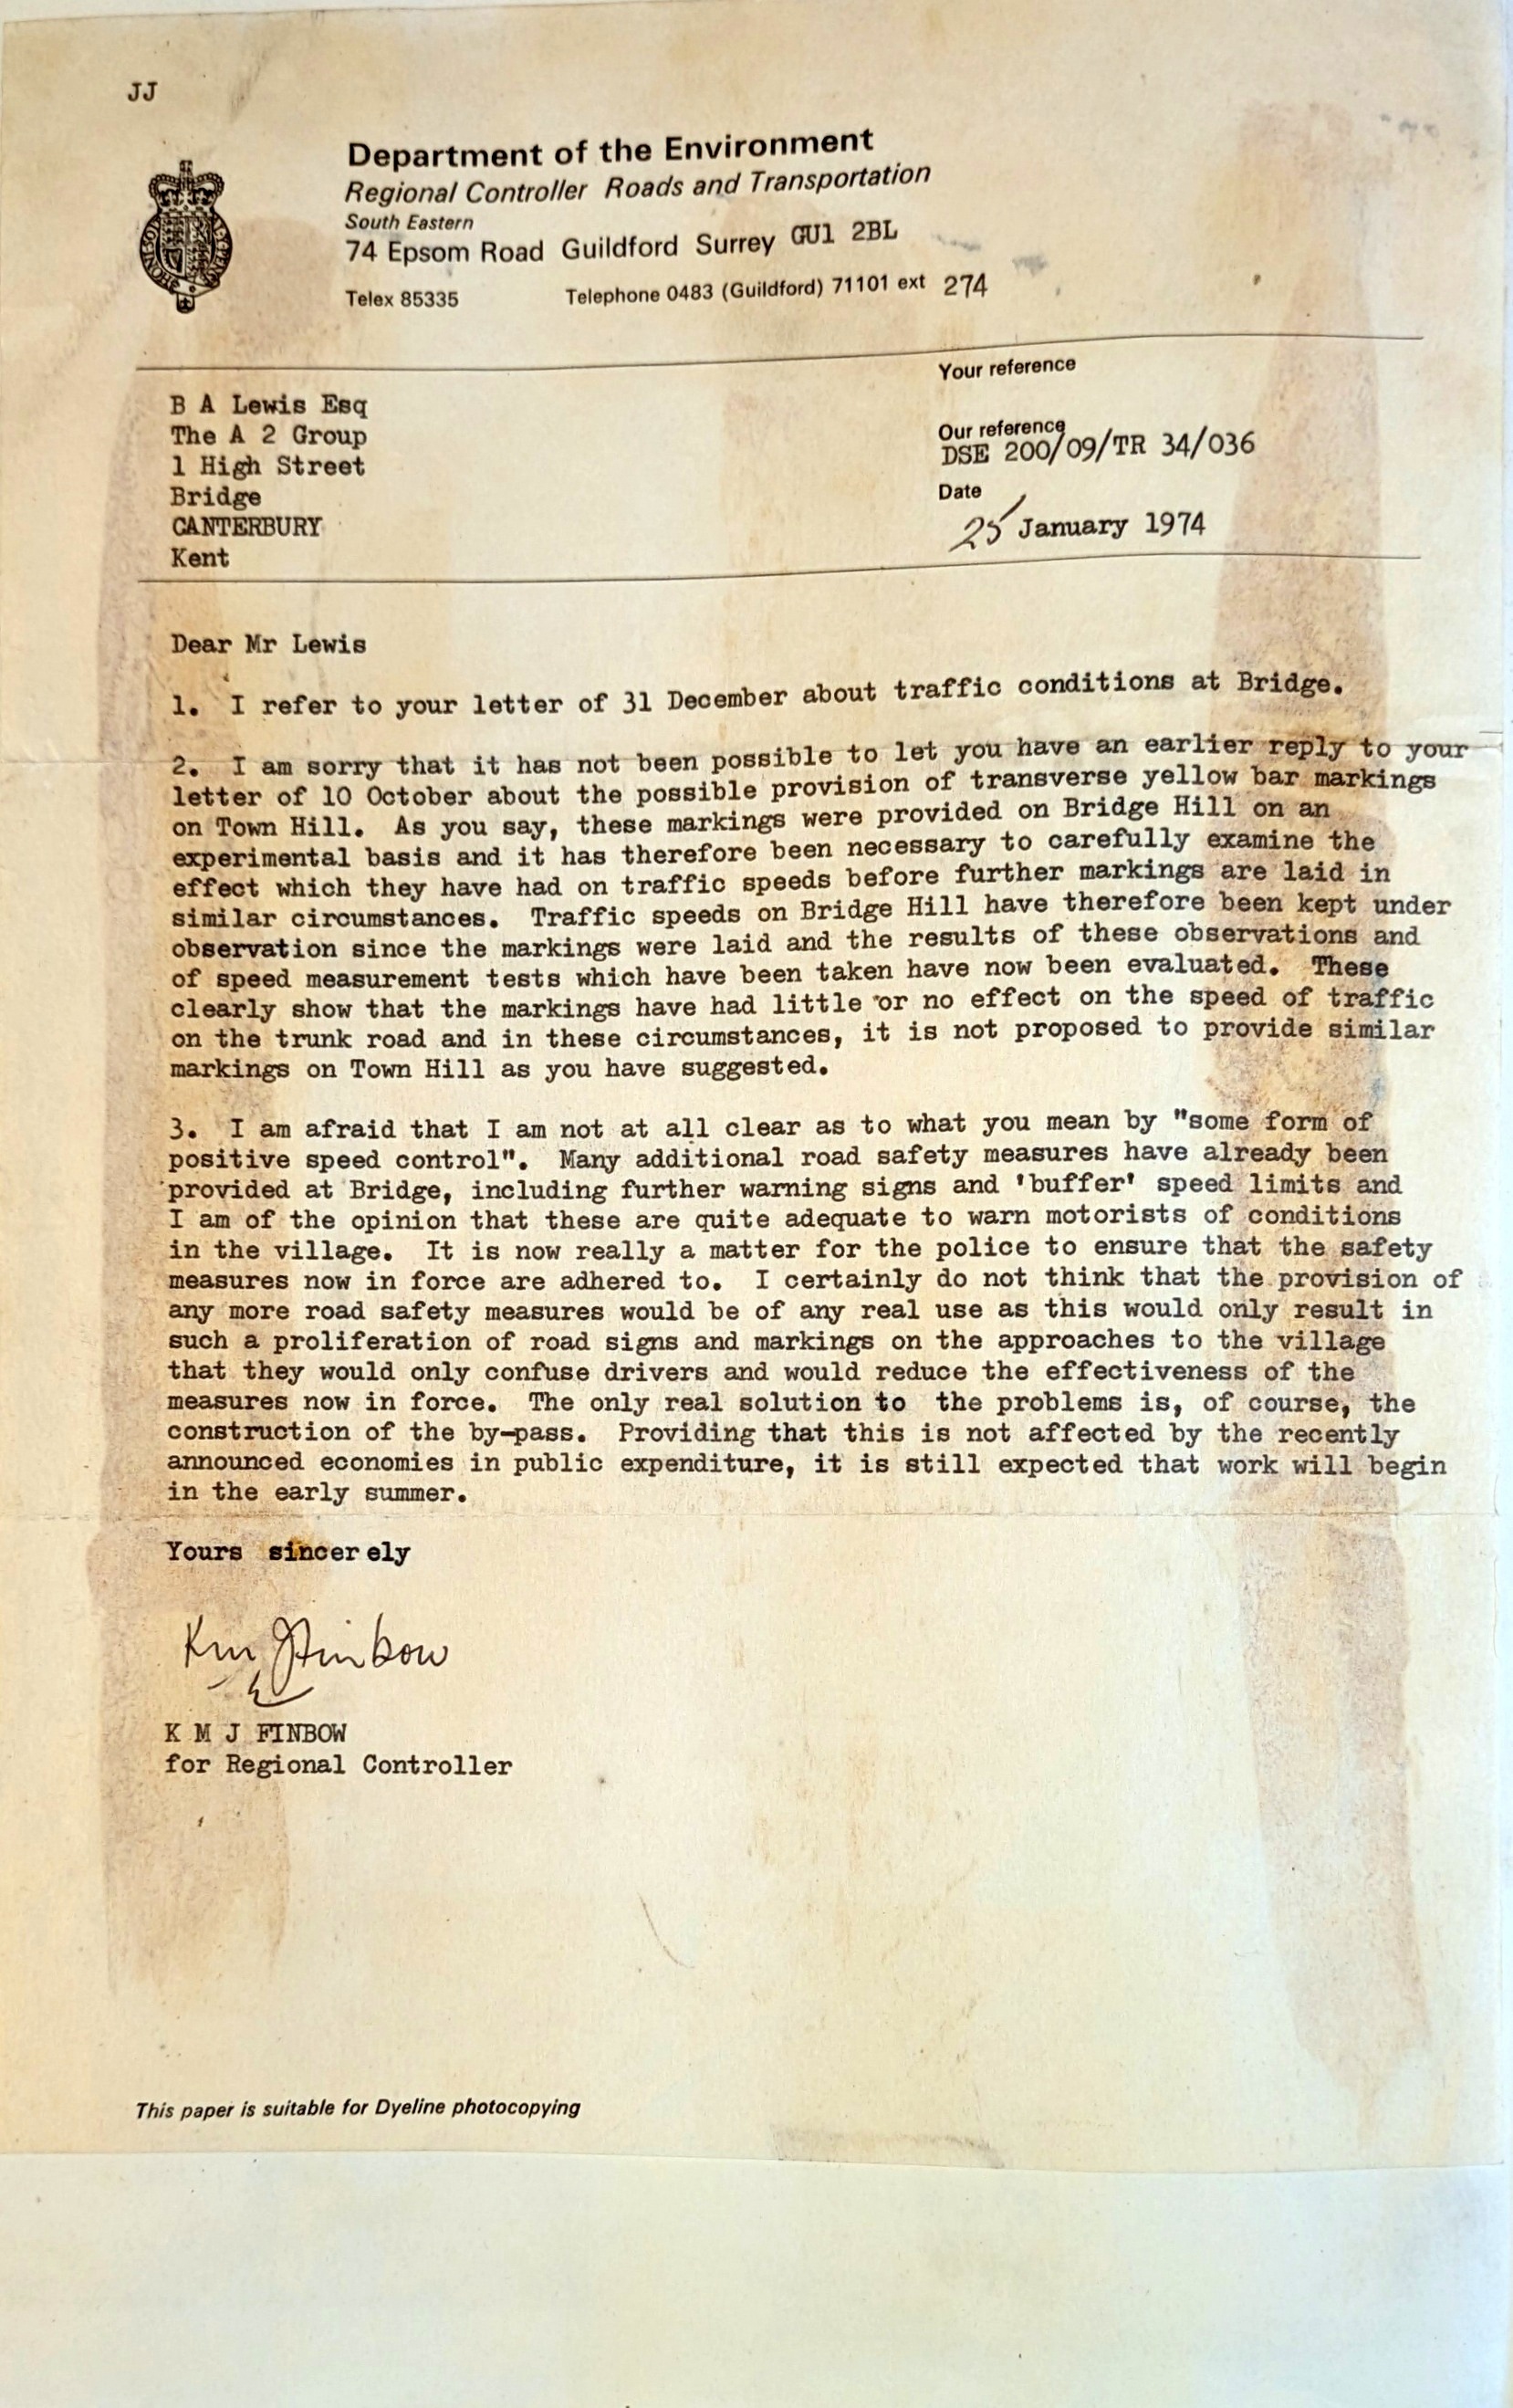 JJ
Department of the Environment
Regional Controller Roads and Transportation
South Eastern
74 Epsom Road Guildford Surrey GU1 2BL
Telex 85335 Telephone 0483 (Guildford) 71101 ext 274
Your reference
B A Lewis Esq
The A 2 Group
1 High Street
Bridge
CANTERBURY
Kent
Our reference
DSE 200/09/TR 34/036
Date
25 January 1974
Dear Mr Lewis
1. I refer to your letter of 31 December about traffic conditions at Bridge.
2. I am sorry that it has not been possible to let you have an earlier reply to your
letter of 10 October about the possible provision of transverse yellow bar markings
on Town Hill. As you say, these markings were provided on Bridge Hill on an
experimental basis and it has therefore been necessary to carefully examine the
effect which they have had on traffic speeds before further markings are laid in
similar circumstances. Traffic speeds on Bridge Hill have therefore been kept under
observation since the markings were laid and the results of these observations and
of speed measurement tests which have been taken have now been evaluated. These
clearly show that the markings have had little or no effect on the speed of traffic
on the trunk road and in these circumstances, it is not proposed to provide similar
markings on Town Hill as you have suggested.
3. I am afraid that I am not at all clear as to what you mean by "some form of
positive speed control". Many additional road safety measures have already been
provided at Bridge, including further warning signs and 'buffer' speed limits and
I am of the opinion that these are quite adequate to warn motorists of conditions
in the village. It is now really a matter for the police to ensure that the safety
measures now in force are adhered to. I certainly do not think that the provision of
any more road safety measures would be of any real use as this would only result in
such a proliferation of road signs and markings on the approaches to the village
that they would only confuse drivers and would reduce the effectiveness of the
measures now in force. The only real solution to the problems is, of course, the
construction of the by-pass. Providing that this is not affected by the recently
announced economies in public expenditure, it is still expected that work will begin
in the early summer.
Yours sincerely
KM J Finbow
K M J FINBOW
for Regional Controller
This paper is suitable for Dyeline photocopying